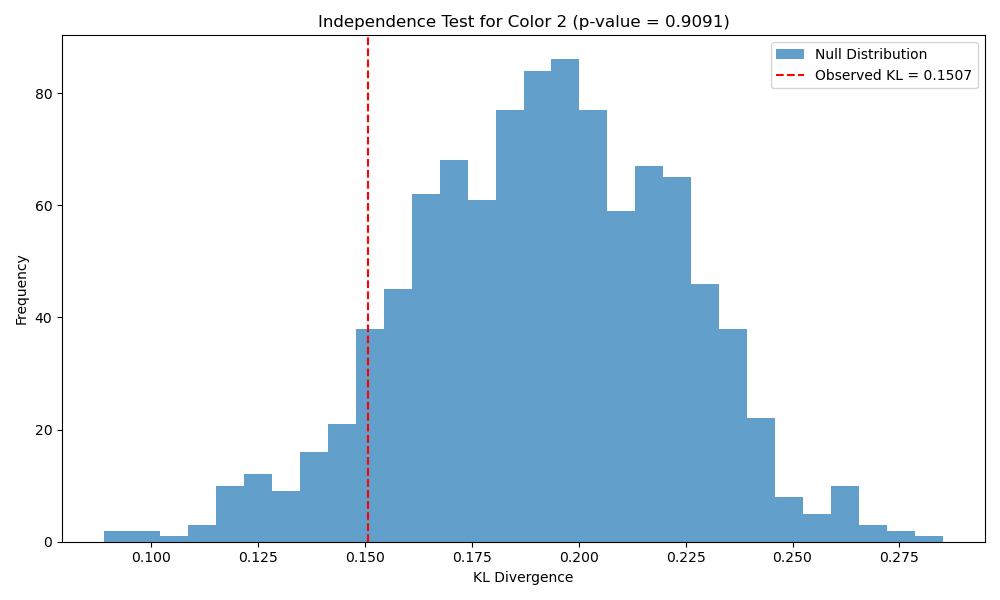 Independence Test for Color 2 (p-value = 0.9091)
Null Distribution
Observed KL = 0.1507
Frequency
80
60
40
20
0
0.100 0.125 0.150 0.175 0.200 0.225 0.250 0.275
KL Divergence